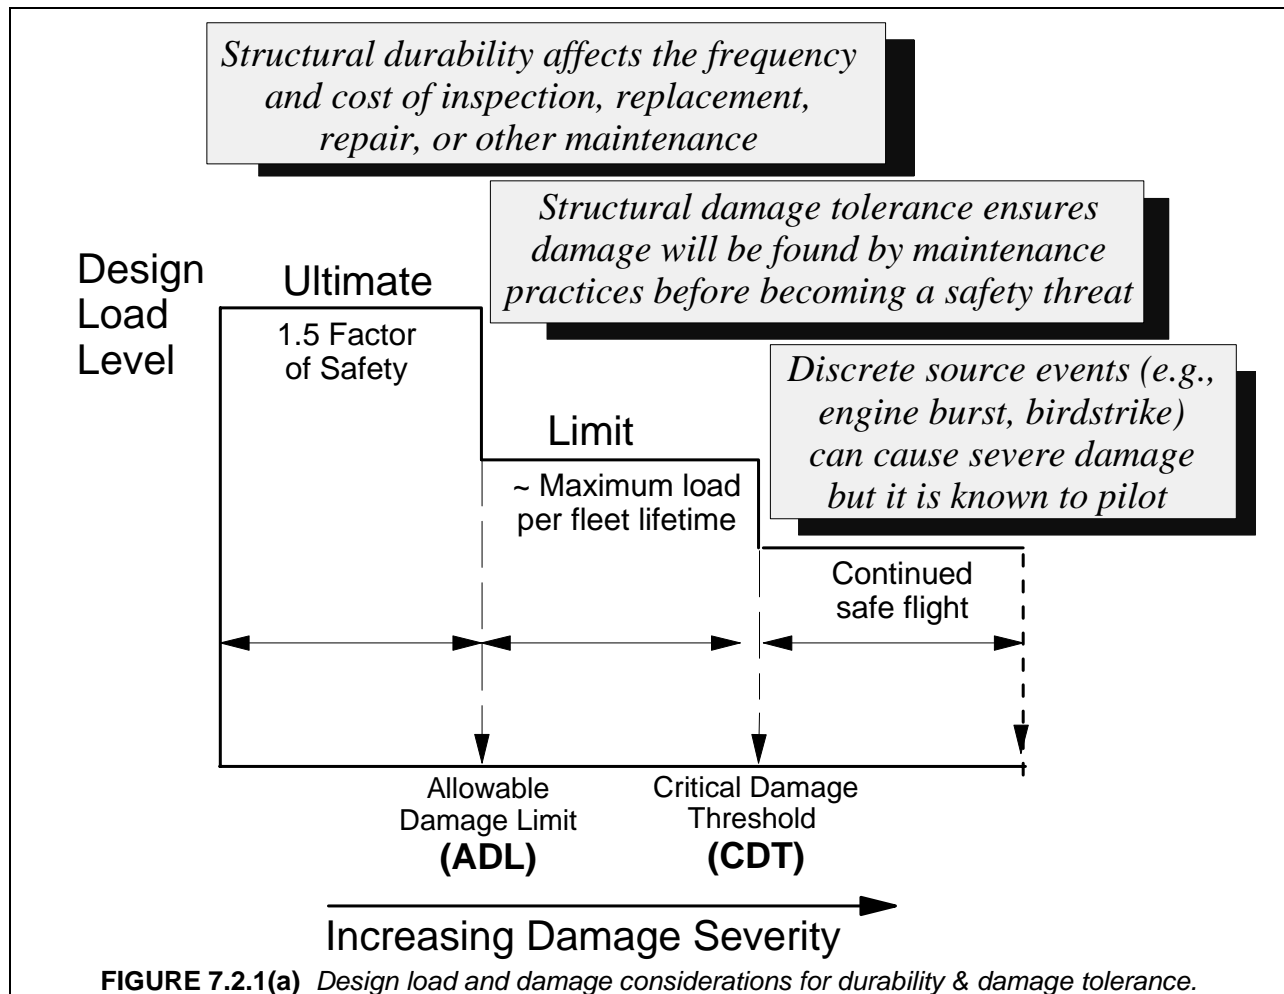 Structural durability affects the frequency
and cost of inspection, replacement,
repair, or other maintenance
Structural damage tolerance ensures
damage will be found by maintenance
practices before becoming a safety threat
Design
Load
Level
Ultimate
1.5 Factor
of Safety
Discrete source events (e.g.,
engine burst, birdstrike)
can cause severe damage
but it is known to pilot
Limit
~ Maximum load
per fleet lifetime
Continued
safe flight
Allowable
Damage Limit
(ADL)
Critical Damage
Threshold
(CDT)
Increasing Damage Severity
FIGURE 7.2.1(a) Design load and damage considerations for durability & damage tolerance.